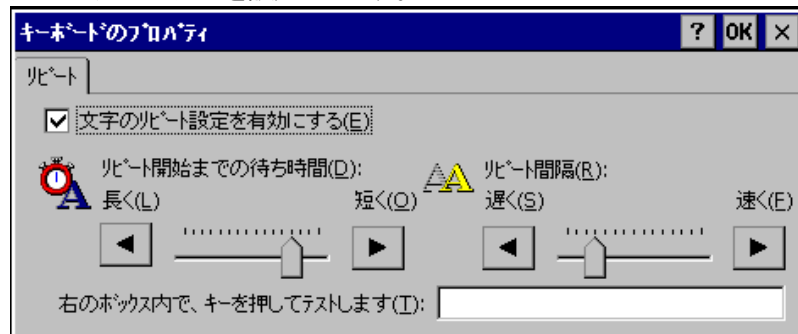 キーボードのプロパティ ? OK ×
リピート
文字のリピート設定を有効にする(E)
リピート開始までの待ち時間(D): リピート間隔(R):
長く(L) 短く(O) 遅く(S) 速く(F)
右のボックス内で、キーを押してテストします(T):